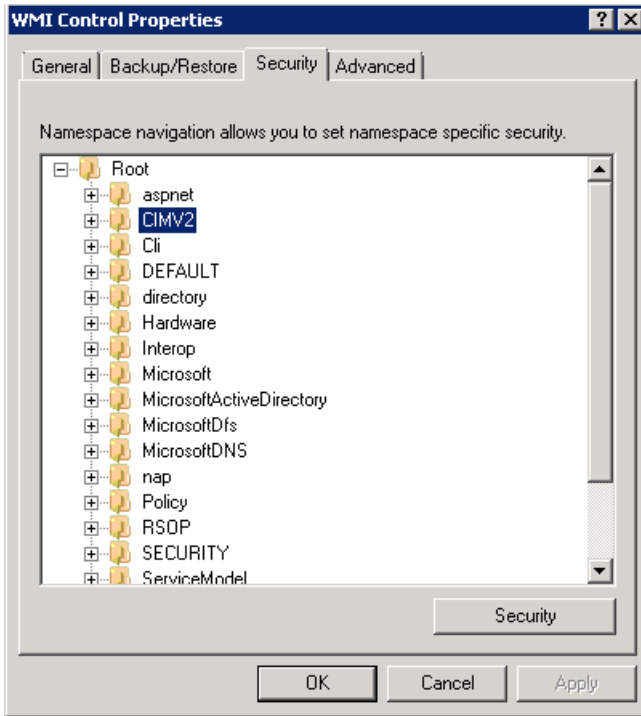 WMI Control Properties
General Backup/Restore Security Advanced
Namespace navigation allows you to set namespace specific security.
Root
aspnet
CIMV2
Cli
DEFAULT
directory
Hardware
Interop
Microsoft
MicrosoftActiveDirectory
MicrosoftDfs
MicrosoftDNS
nap
Policy
RSOP
SECURITY
ServiceModel
Security
OK Cancel Apply